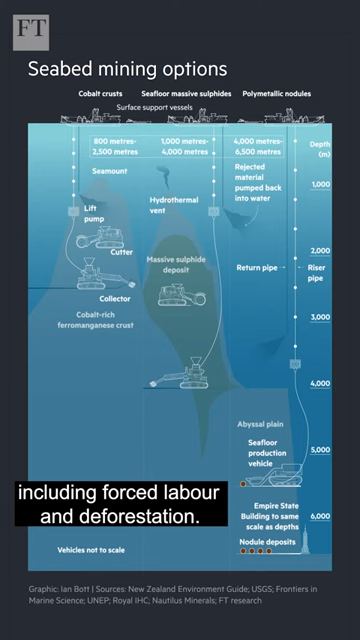 FT
Seabed mining options
Cobalt crusts
Seafloor massive sulphides
Polymetallic nodules
Surface support vessels
800 metres-
2,500 metres
1,000 metres-
4,000 metres
4,000 metres-
6,500 metres
Depth
(m)
Seamount
Rejected
material
pumped back
into water
1,000
Hydrothermal
vent
Lift
pump
Cutter
2,000
Massive sulphide
deposit
Return pipe
Riser
pipe
Collector
Cobalt-rich
ferromanganese crust
3,000
4,000
Abyssal plain
Seafloor
production
vehicle
5,000
including forced labour
and deforestation.
Empire State
Building to same
scale as depths
6,000
Nodule deposits
Vehicles not to scale
Graphic: Ian Bott | Sources: New Zealand Environment Guide; USGS; Frontiers in
Marine Science; UNEP; Royal IHC; Nautilus Minerals; FT research